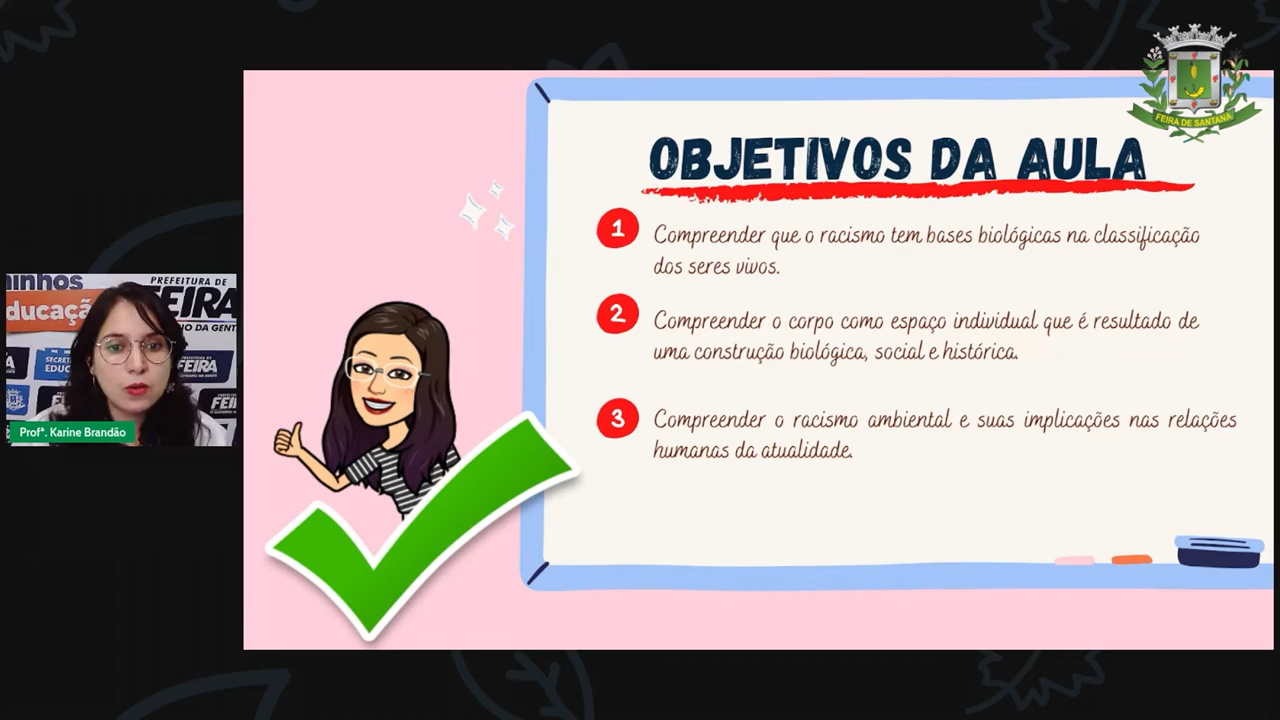 FEIRA DE SANTANA
OBJETIVOS DA AULA
1
Compreender que o racismo tem bases biológicas na classificação
dos seres vivos.
2
Compreender o corpo como espaço individual que é resultado de
uma construção biológica, social e histórica.
3
Compreender o racismo ambiental e suas implicações nas relações
humanas da atualidade.
PREFEITURA DE
FEIRA
FEIRA
Profª. Karine Brandão